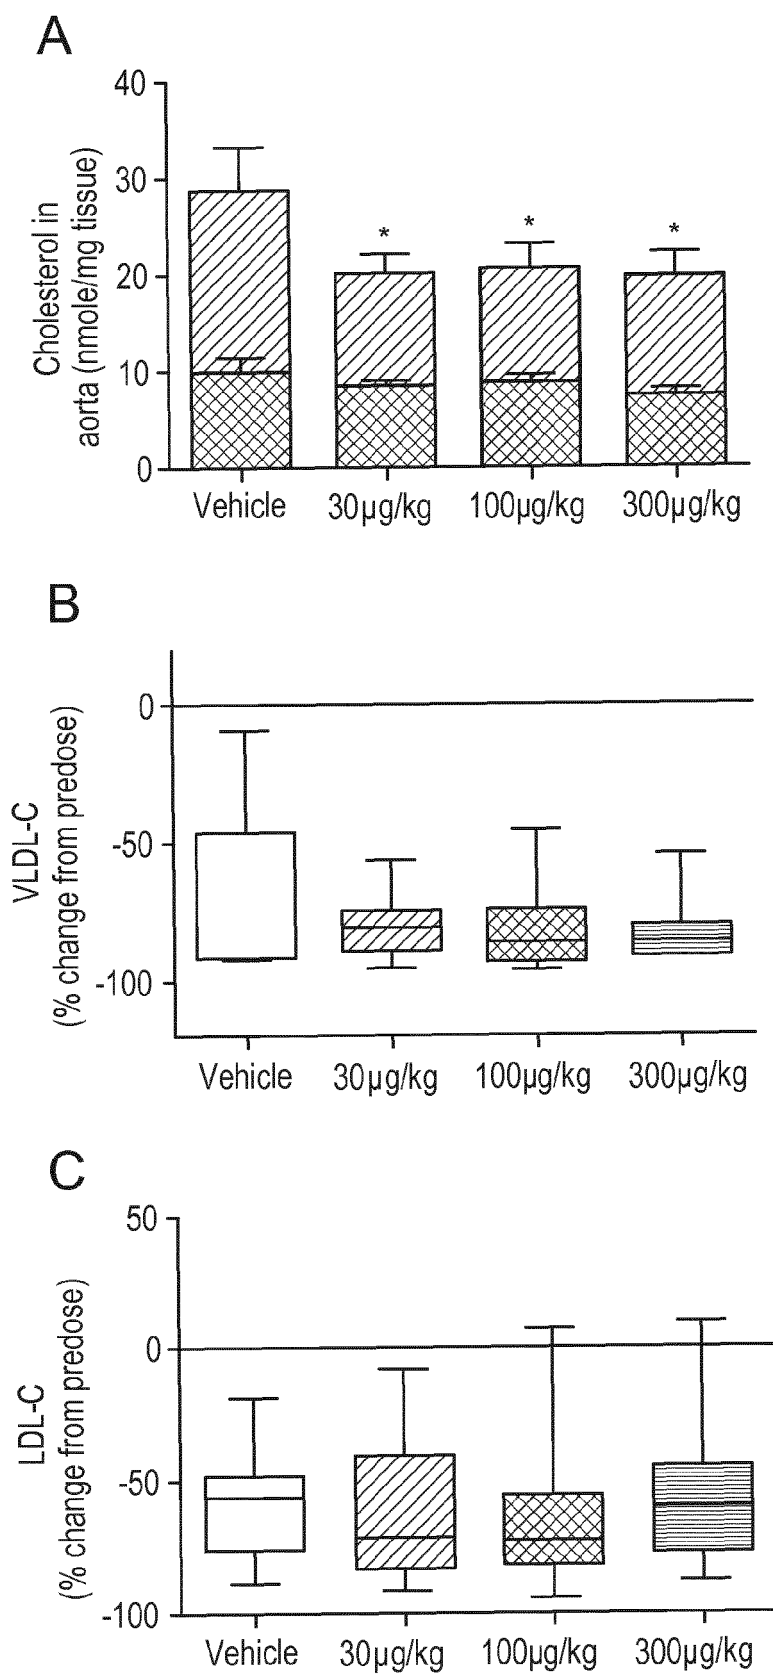 A
40
30
20
10
0
Cholesterol in
aorta (nmole/mg tissue)
* * *
Vehicle 30µg/kg 100µg/kg 300µg/kg
B
0
-50
-100
VLDL-C
(% change from predose)
Vehicle 30µg/kg 100µg/kg 300µg/kg
C
50
0
-50
-100
LDL-C
(% change from predose)
Vehicle 30µg/kg 100µg/kg 300µg/kg